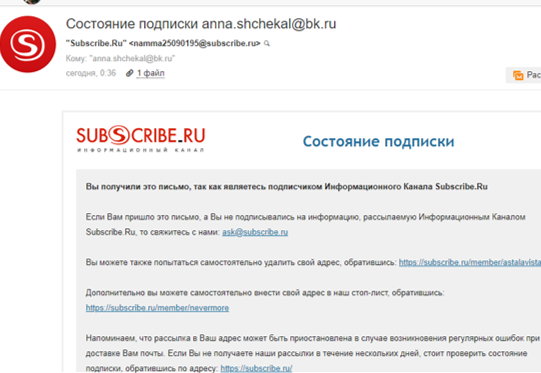 Состояние подписки anna.shchekal@bk.ru
"Subscribe.Ru" <namma25090195@subscribe.ru>
Кому: "anna.shchekal@bk.ru"
сегодня, 0:36 1 файл
Рас
SUBSCRIBE.RU
ИНФОРМАЦИОННЫЙ КАНАЛ
Состояние подписки
Вы получили это письмо, так как являетесь подписчиком Информационного Канала Subscribe.Ru
Если Вам пришло это письмо, а Вы не подписывались на информацию, рассылаемую Информационным Каналом
Subscribe.Ru, то свяжитесь с нами: ask@subscribe.ru
Вы можете также попытаться самостоятельно удалить свой адрес, обратившись: https://subscribe.ru/member/astalavista
Дополнительно вы можете самостоятельно внести свой адрес в наш стоп-лист, обратившись:
https://subscribe.ru/member/nevermore
Напоминаем, что рассылка в Ваш адрес может быть приостановлена в случае возникновения регулярных ошибок при
доставке Вам почты. Если Вы не получаете наши рассылки в течение нескольких дней, стоит проверить состояние
подписки, обратившись по адресу: https://subscribe.ru/